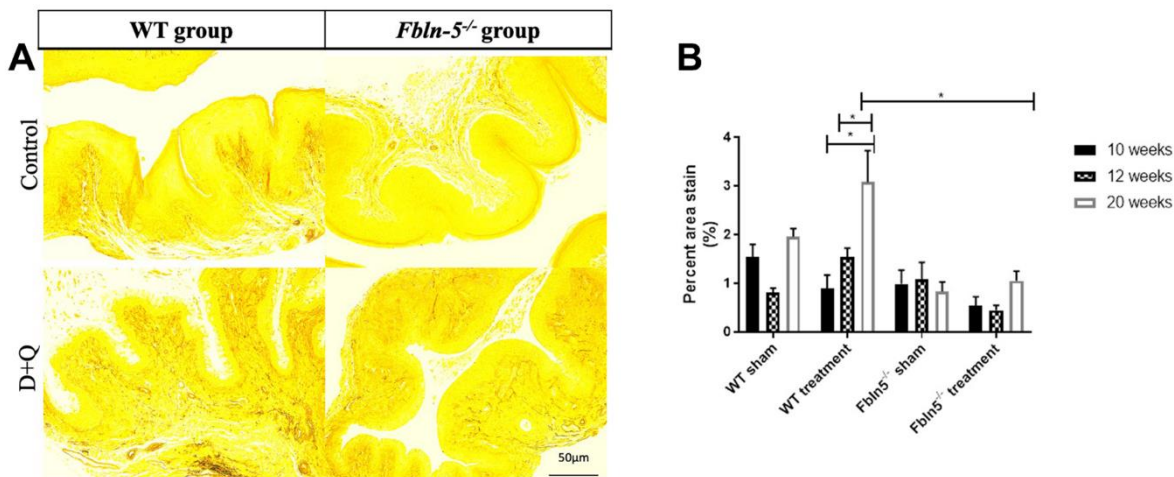 WT group
Fbln-5-/- group
A
Control
D+Q
50μm
B
*
*
*
Percent area stain
(%)
4
3
2
1
0
WT sham
WT treatment
Fbln5-/- sham
Fbln5-/- treatment
10 weeks
12 weeks
20 weeks